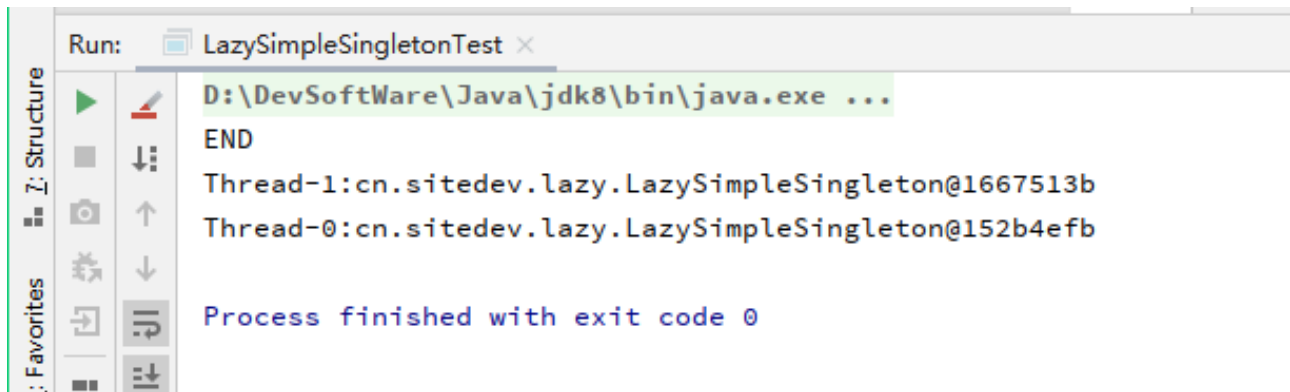 Run: LazySimpleSingletonTest
7: Structure
D:\DevSoftWare\Java\jdk8\bin\java.exe ...
END
Thread-1:cn.sitedev.lazy.LazySimpleSingleton@1667513b
Thread-0:cn.sitedev.lazy.LazySimpleSingleton@152b4efb
Process finished with exit code 0
: Favorites